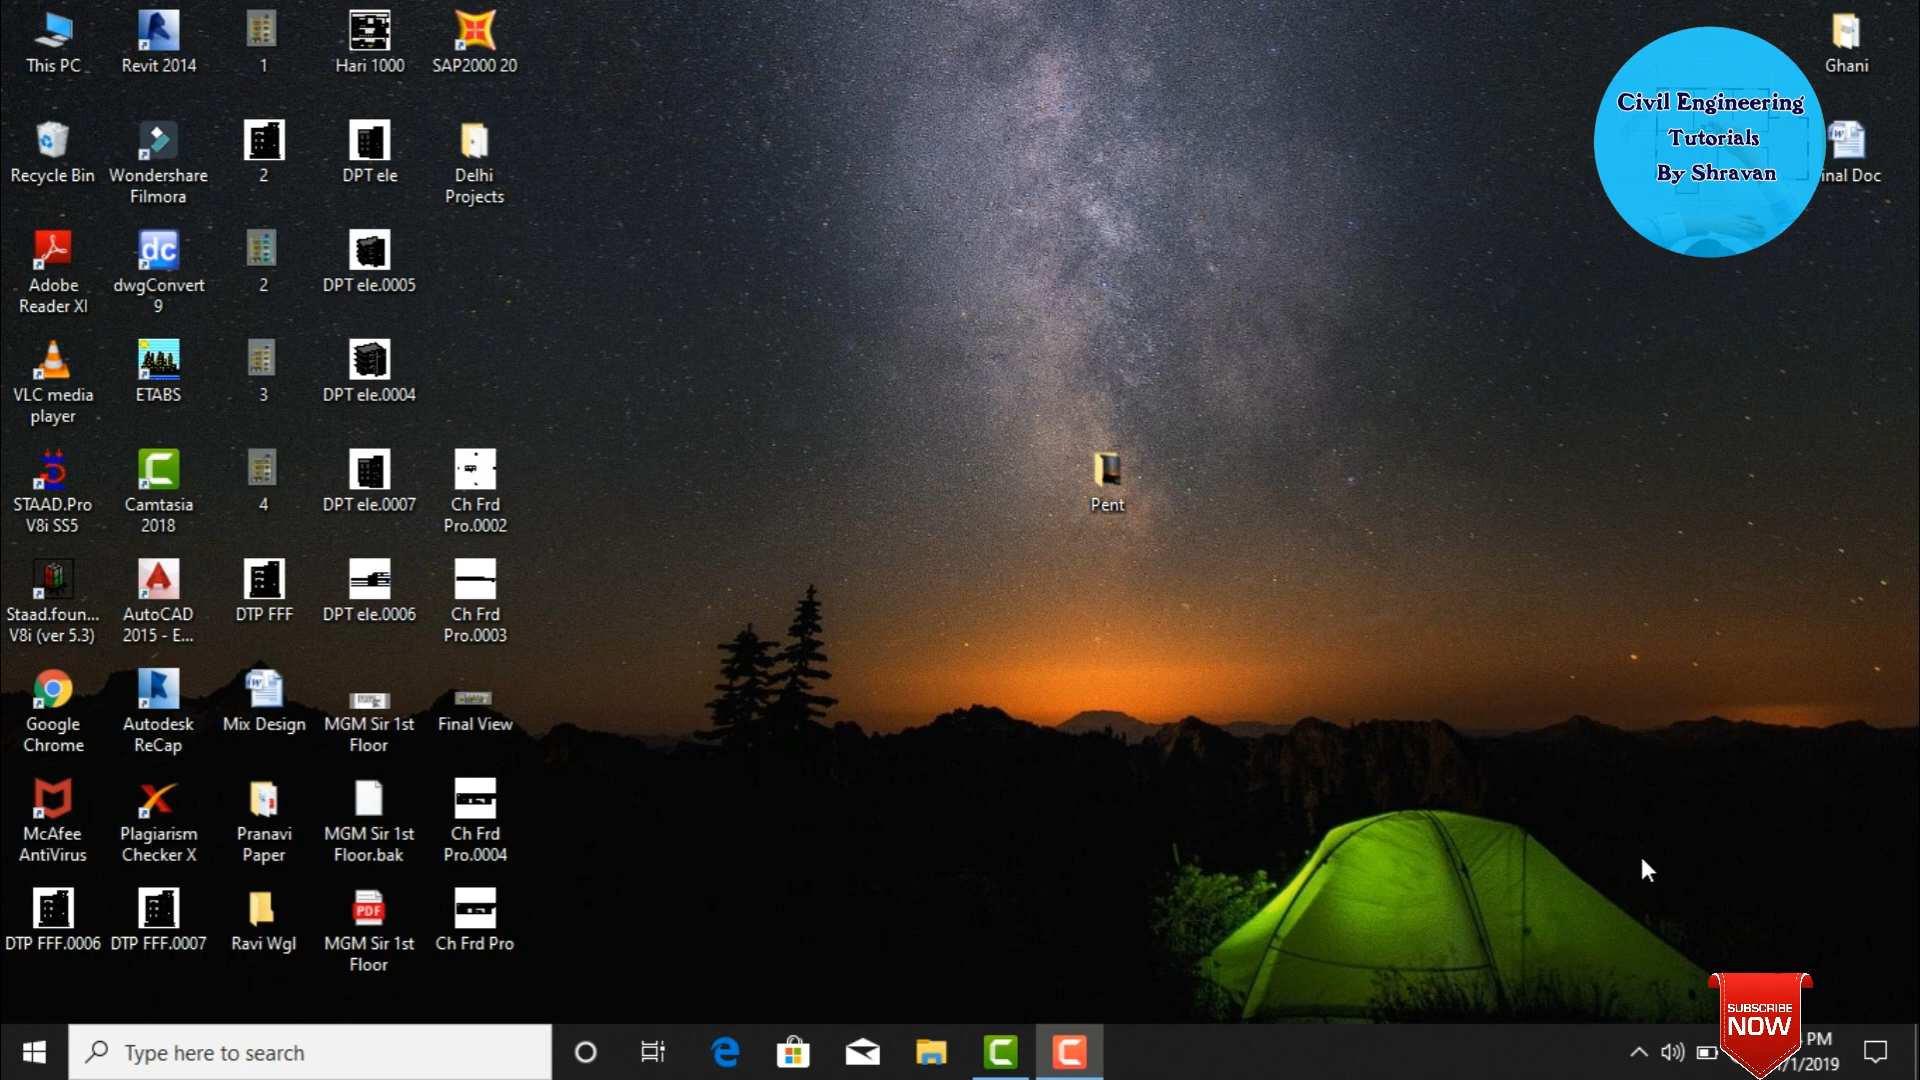 This PC
Revit 2014
1
Hari 1000
SAP2000 20
Ghani
Civil Engineering
Tutorials
By Shravan
Recycle Bin
Wondershare
Filmora
2
DPT ele
Delhi
Projects
inal Doc
Adobe
Reader XI
dwgConvert
9
2
DPT ele.0005
VLC media
player
ETABS
3
DPT ele.0004
STAAD.Pro
V8i SS5
Camtasia
2018
4
DPT ele.0007
Ch Frd
Pro.0002
Pent
Staad.foun...
V8i (ver 5.3)
AutoCAD
2015 - E...
DTP FFF
DPT ele.0006
Ch Frd
Pro.0003
Google
Chrome
Autodesk
ReCap
Mix Design
MGM Sir 1st
Floor
Final View
McAfee
AntiVirus
Plagiarism
Checker X
Pranavi
Paper
MGM Sir 1st
Floor.bak
Ch Frd
Pro.0004
DTP FFF.0006
DTP FFF.0007
Ravi Wgl
PDF
MGM Sir 1st
Floor
Ch Frd Pro
SUBSCRIBE
NOW
Type here to search
PM
/1/2019